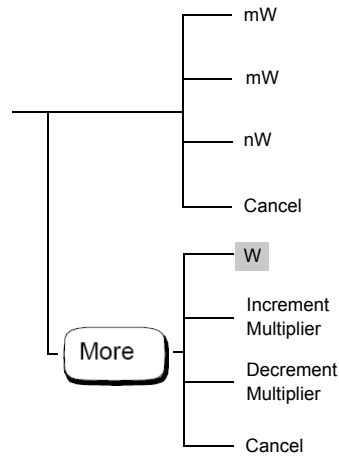 mW
mW
nW
Cancel
W
Increment
Multiplier
More
Decrement
Multiplier
Cancel